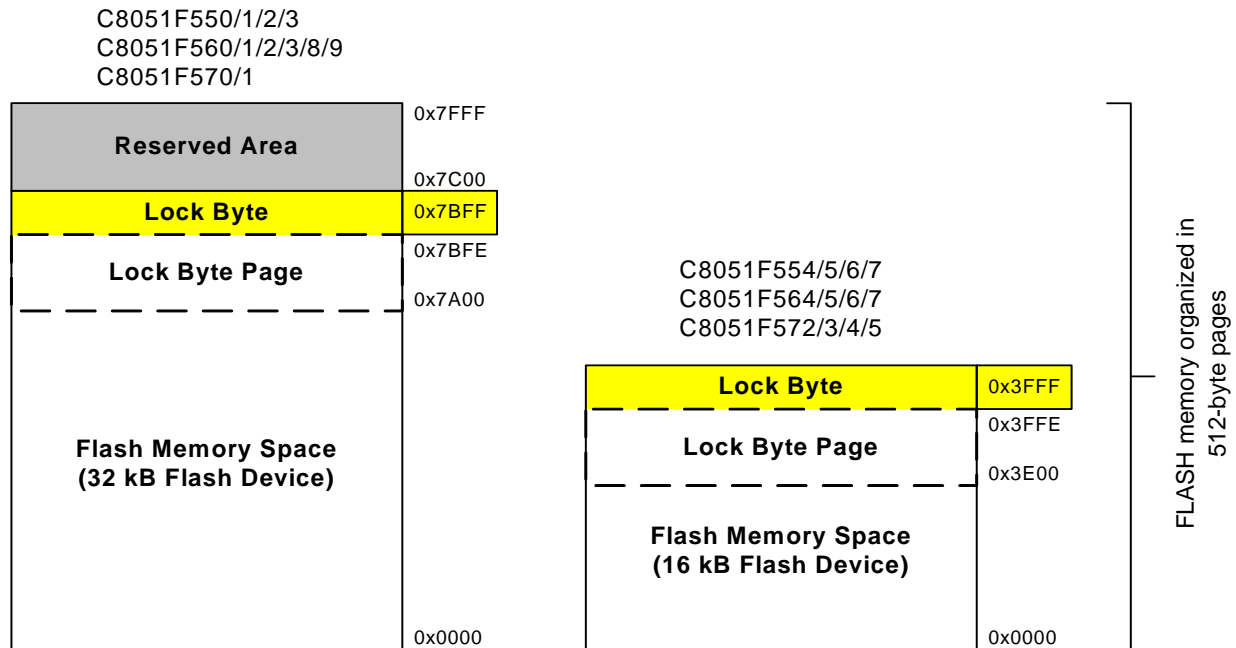 C8051F550/1/2/3
C8051F560/1/2/3/8/9
C8051F570/1
0x7FFF
Reserved Area
0x7C00
Lock Byte
0x7BFF
0x7BFE
Lock Byte Page
0x7A00
Flash Memory Space
(32 kB Flash Device)
0x0000
C8051F554/5/6/7
C8051F564/5/6/7
C8051F572/3/4/5
Lock Byte
0x3FFF
0x3FFE
Lock Byte Page
0x3E00
Flash Memory Space
(16 kB Flash Device)
0x0000
FLASH memory organized in
512-byte pages